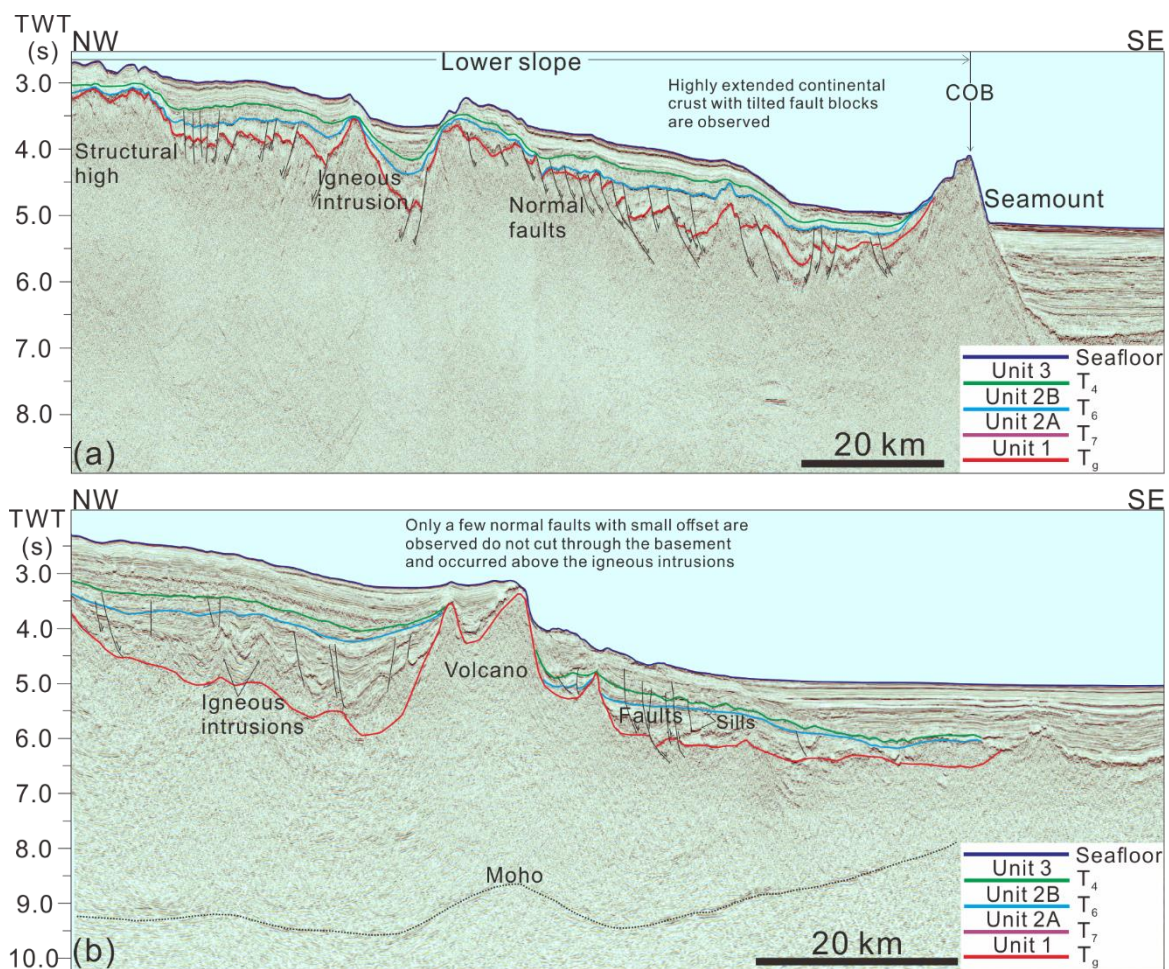 TWT
(s)
NW
SE
Lower slope
Highly extended continental
crust with tilted fault blocks
are observed
COB
3.0
4.0
5.0
6.0
7.0
8.0
Structural
high
Igneous
intrusion
Normal
faults
Seamount
Seafloor
Unit 3
T4
Unit 2B
T6
Unit 2A
T7
Unit 1
Tg
20 km
(a)
NW
SE
TWT
(s)
Only a few normal faults with small offset are
observed do not cut through the basement
and occurred above the igneous intrusions
3.0
4.0
5.0
6.0
7.0
8.0
9.0
10.0
Volcano
Igneous
intrusions
Faults
Sills
Moho
Seafloor
Unit 3
T4
Unit 2B
T6
Unit 2A
T7
Unit 1
Tg
20 km
(b)